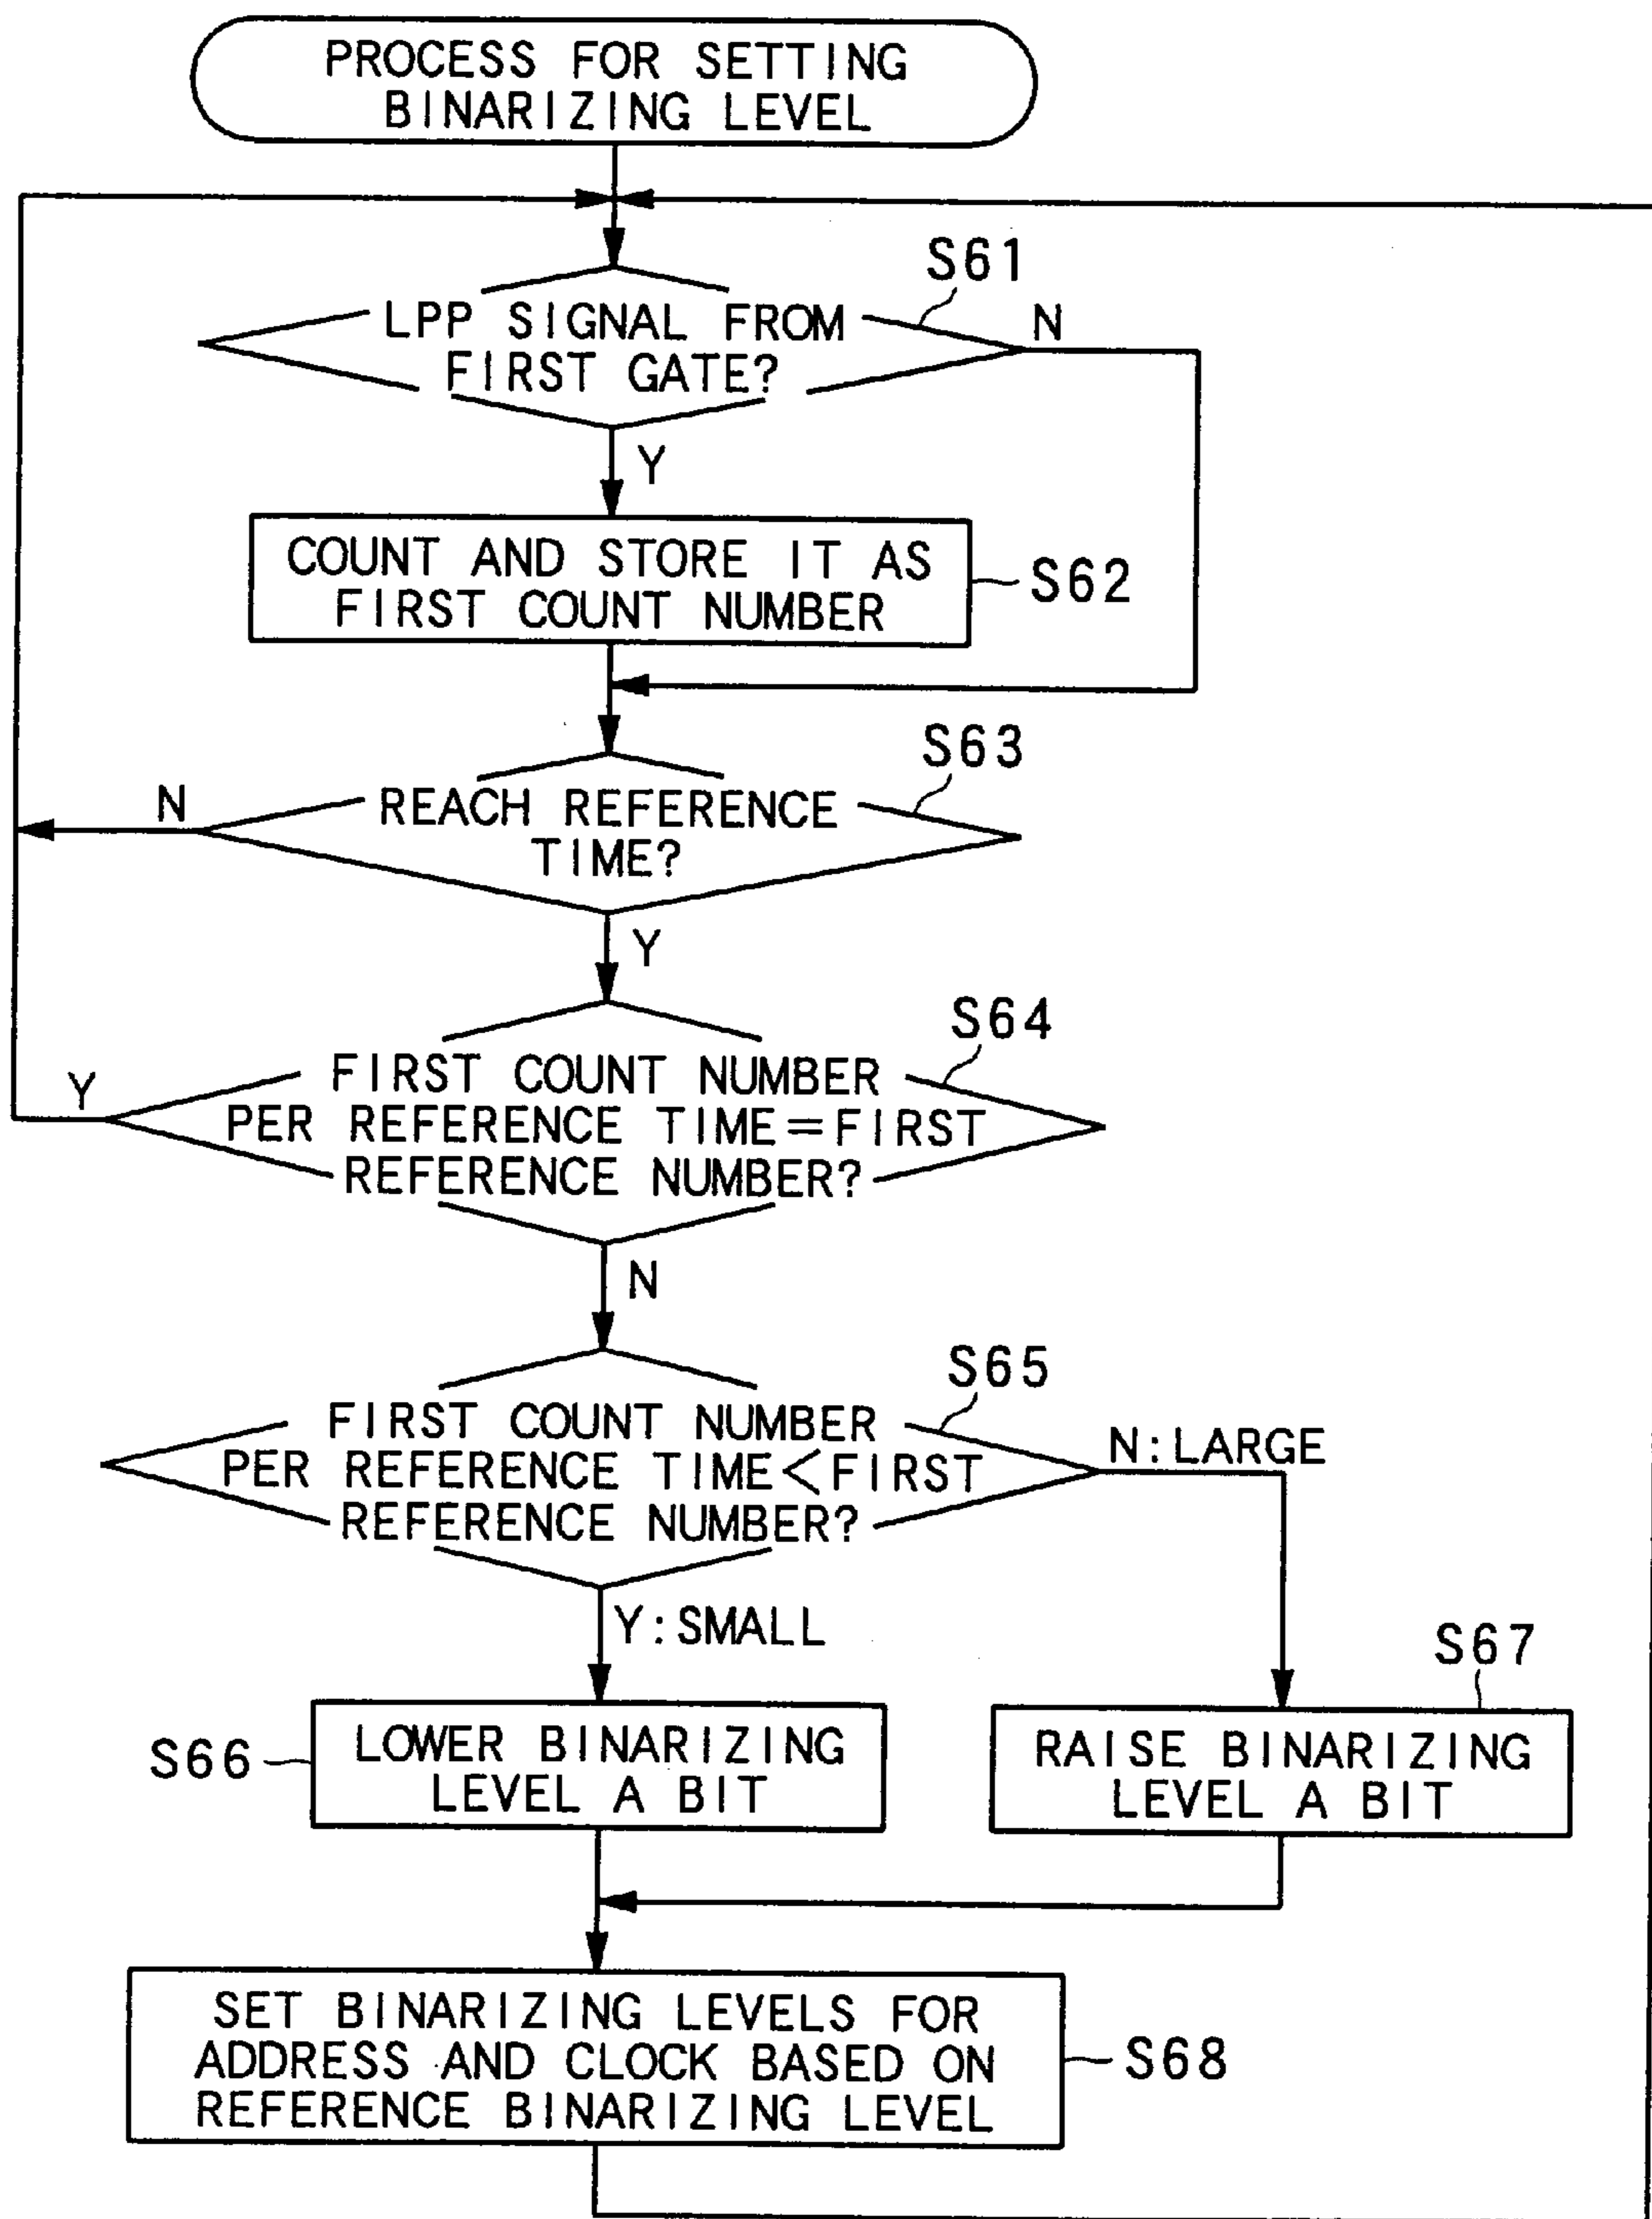 PROCESS FOR SETTING
BINARIZING LEVEL
S61
LPP SIGNAL FROM
FIRST GATE?
N
Y
COUNT AND STORE IT AS
FIRST COUNT NUMBER
S62
S63
REACH REFERENCE
TIME?
N
Y
S64
FIRST COUNT NUMBER
PER REFERENCE TIME=FIRST
REFERENCE NUMBER?
Y
N
S65
FIRST COUNT NUMBER
PER REFERENCE TIME<FIRST
REFERENCE NUMBER?
N:LARGE
Y:SMALL
S66
LOWER BINARIZING
LEVEL A BIT
S67
RAISE BINARIZING
LEVEL A BIT
SET BINARIZING LEVELS FOR
ADDRESS AND CLOCK BASED ON
REFERENCE BINARIZING LEVEL
S68